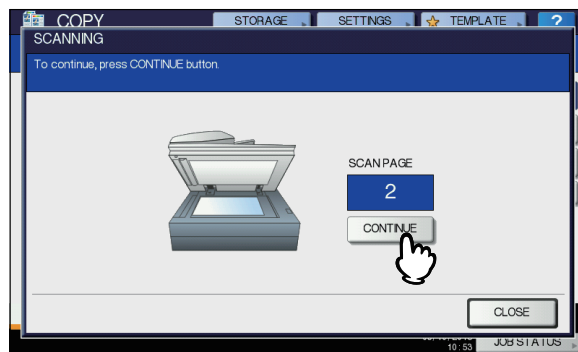 COPY
STORAGE
SETTINGS
TEMPLATE
?
SCANNING
To continue, press CONTINUE button.
SCAN PAGE
2
CONTINUE
CLOSE
10 : 53
JOB STATUS